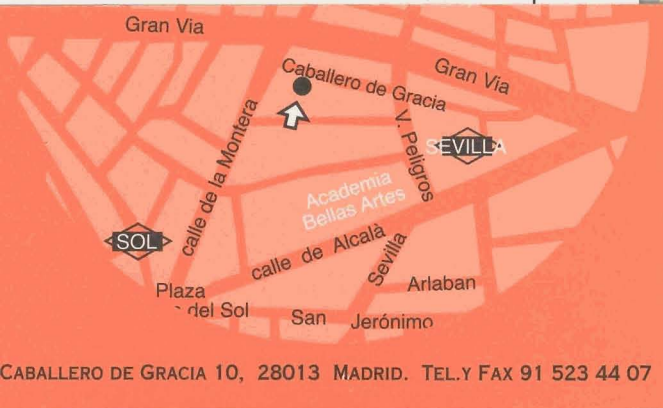 Gran Via
Caballero de Gracia
Gran Via
calle de la Montera
V. Peligros
SEVILLA
Academia
Bellas Artes
SOL
calle de Alcalà
Sevilla
Plaza
del Sol
Arlaban
San Jerónimo
CABALLERO DE GRACIA 10, 28013 MADRID. TEL.Y FAX 91 523 44 07